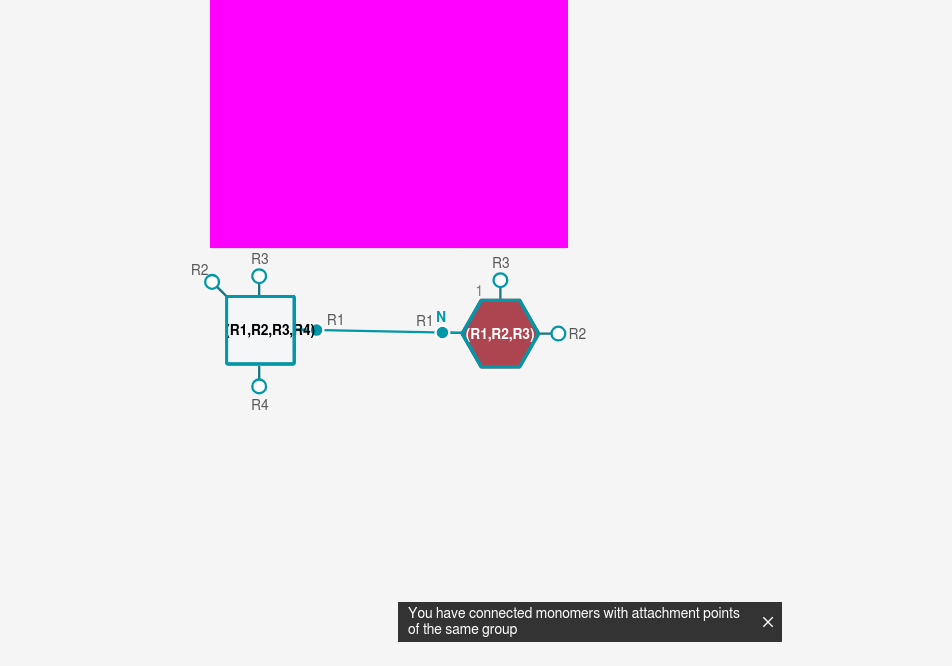 R3
R2
R3
1
(R1,R2,R3,R4)
R1
R1
N
(R1,R2,R3)
R2
R4
You have connected monomers with attachment points
of the same group